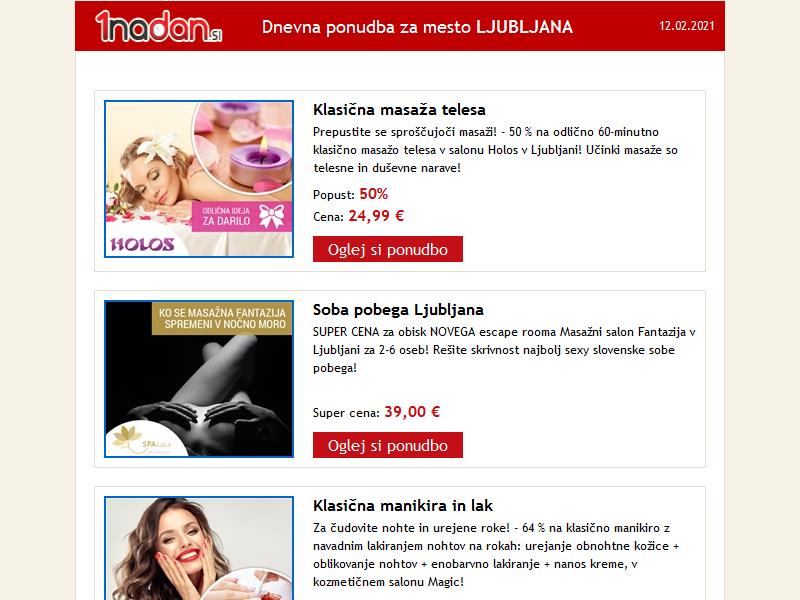 1nadan.si
Dnevna ponudba za mesto LJUBLJANA
12.02.2021
ODLIČNA IDEJA
ZA DARILO
HOLOS
Klasična masaža telesa
Prepustite se sproščujoči masaži! - 50 % na odlično 60-minutno
klasično masažo telesa v salonu Holos v Ljubljani! Učinki masaže so
telesne in duševne narave!
Popust: 50%
Cena: 24,99 €
Oglej si ponudbo
KO SE MASAŽNA FANTAZIJA
SPREMENI V NOČNO MORO
SPALaLa
Soba pobega Ljubljana
SUPER CENA za obisk NOVEGA escape rooma Masažni salon Fantazija v
Ljubljani za 2-6 oseb! Rešite skrivnost najbolj sexy slovenske sobe
pobega!
Super cena: 39,00 €
Oglej si ponudbo
Klasična manikira in lak
Za čudovite nohte in urejene roke! - 64 % na klasično manikiro z
navadnim lakiranjem nohtov na rokah: urejanje obnohtne kožice +
oblikovanje nohtov + enobarvno lakiranje + nanos kreme, v
kozmetičnem salonu Magic!